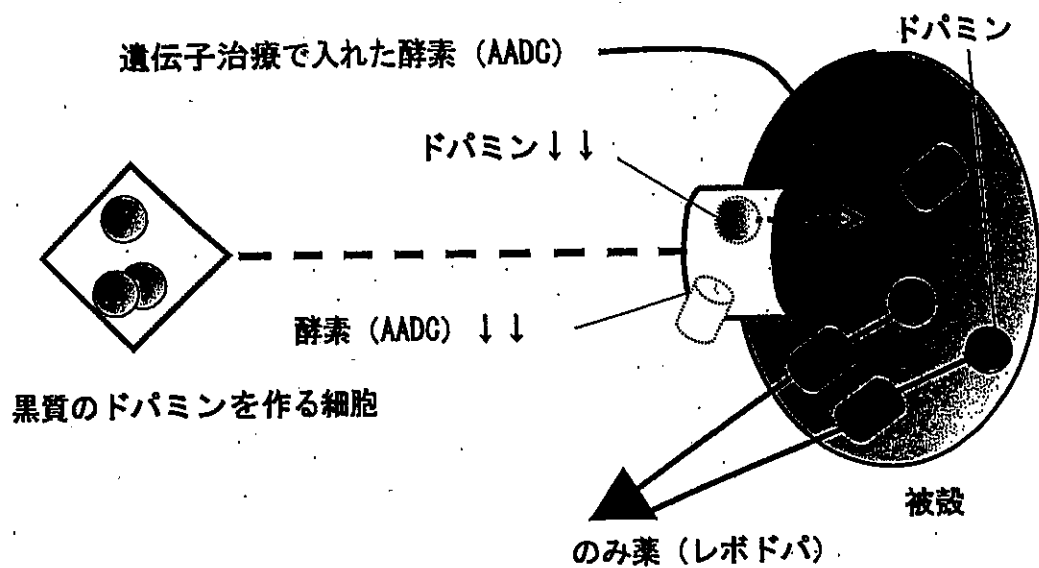 ドパミン
遺伝子治療で入れた酵素 (AADC)
ドパミン↓↓
酵素 (AADC) ↓↓
黒質のドパミンを作る細胞
被殻
のみ薬 (レボドパ)